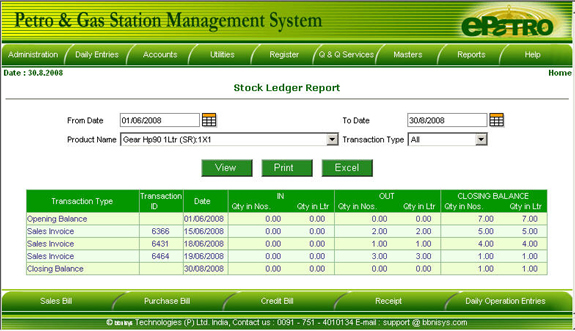 Petro & Gas Station Management System
ePETRO
Administration Daily Entries Accounts Utilities Register Q & Q Services Masters Reports Help
Date : 30.8.2008 Home
Stock Ledger Report
From Date 01/06/2008 To Date 30/8/2008
Product Name Gear Hp90 1Ltr (SR):1X1 Transaction Type All
View Print Excel
Transaction Type Transaction ID Date IN OUT CLOSING BALANCE
Qty in Nos. Qty in Ltr Qty in Nos. Qty in Ltr Qty in Nos. Qty in Ltr
Opening Balance 01/06/2008 0.00 0.00 0.00 0.00 7.00 7.00
Sales Invoice 6366 15/06/2008 0.00 0.00 2.00 2.00 5.00 5.00
Sales Invoice 6431 18/06/2008 0.00 0.00 1.00 1.00 4.00 4.00
Sales Invoice 6464 19/06/2008 0.00 0.00 3.00 3.00 1.00 1.00
Closing Balance 30/08/2008 0.00 0.00 0.00 0.00 1.00 1.00
Sales Bill Purchase Bill Credit Bill Receipt Daily Operation Entries
© bbnisys Technologies (P) Ltd. India, Contact us : 0091 - 751 - 4010134 E-mail : support @ bbnisys.com